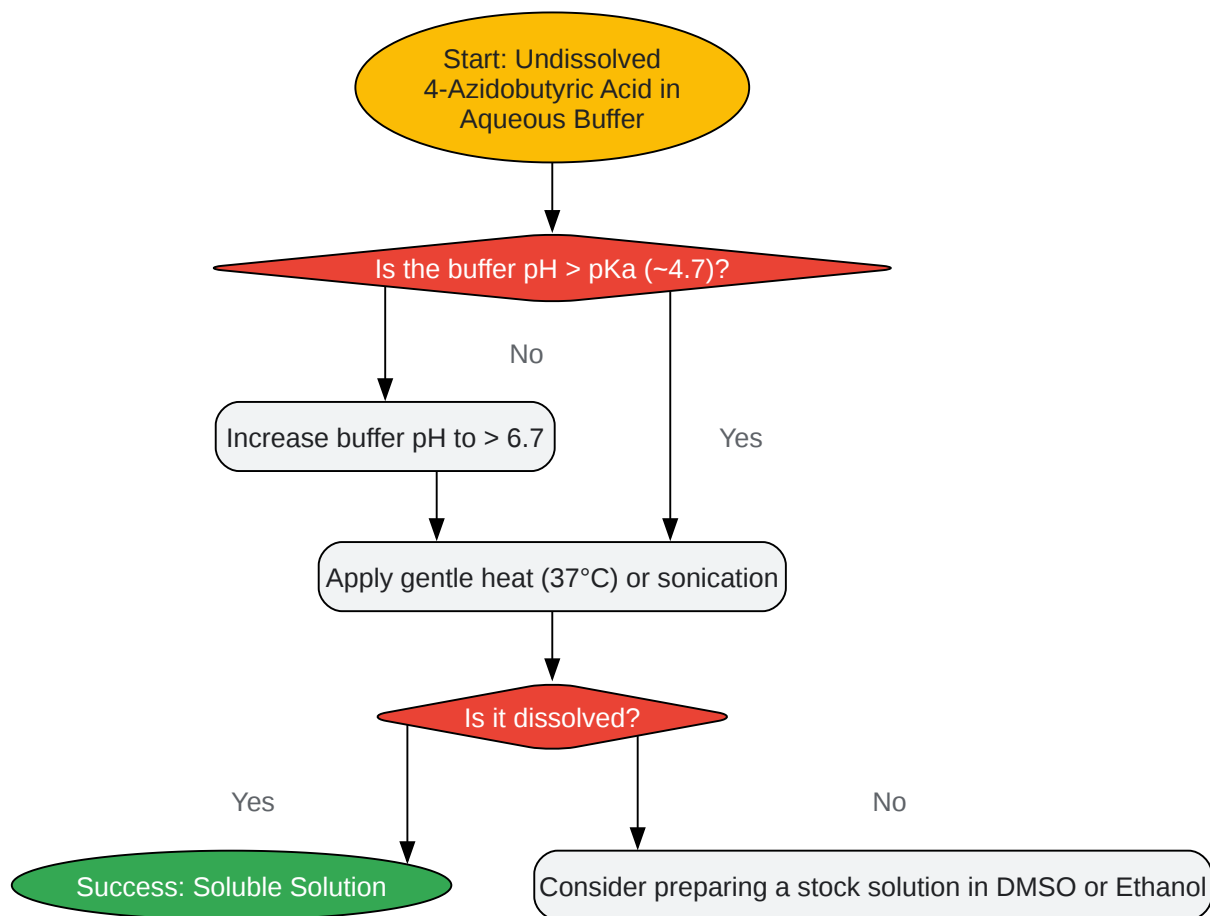 Start: Undissolved
4-Azidobutyric Acid in
Aqueous Buffer
Is the buffer pH > pKa (~4.7)?
No
Increase buffer pH to > 6.7
Yes
Apply gentle heat (37°C) or sonication
Is it dissolved?
Yes
No
Success: Soluble Solution
Consider preparing a stock solution in DMSO or Ethanol